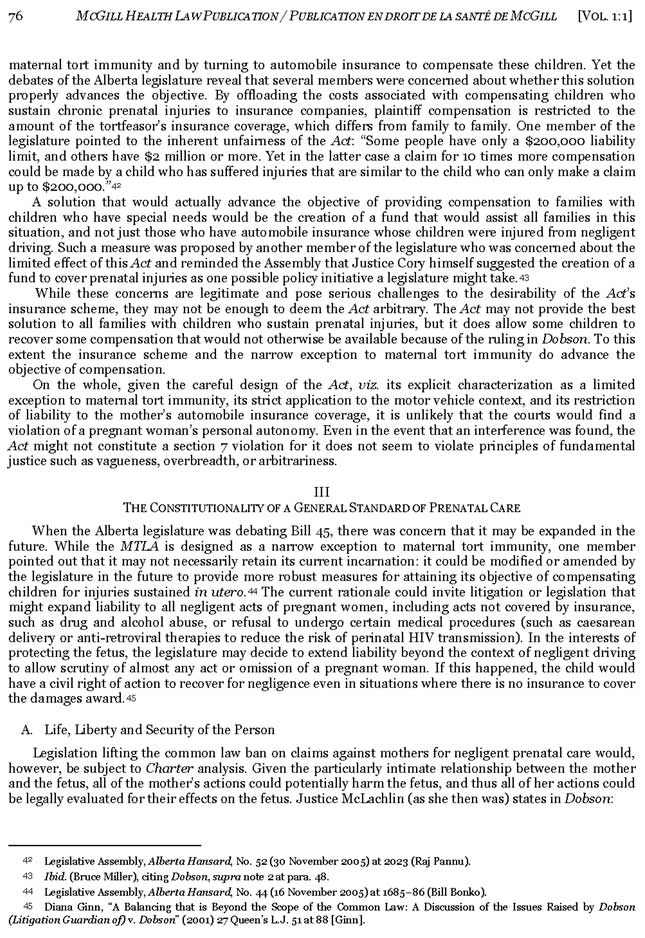 76 MCGILL HEALTH LAW PUBLICATION / PUBLICATION EN DROIT DE LA SANTÉ DE MCGILL [VOL. 1:1]
maternal tort immunity and by turning to automobile insurance to compensate these children. Yet the
debates of the Alberta legislature reveal that several members were concerned about whether this solution
properly advances the objective. By offloading the costs associated with compensating children who
sustain chronic prenatal injuries to insurance companies, plaintiff compensation is restricted to the
amount of the tortfeasor's insurance coverage, which differs from family to family. One member of the
legislature pointed to the inherent unfairness of the Act: “Some people have only a $200,000 liability
limit, and others have $2 million or more. Yet in the latter case a claim for 10 times more compensation
could be made by a child who has suffered injuries that are similar to the child who can only make a claim
up to $200,000.”42
A solution that would actually advance the objective of providing compensation to families with
children who have special needs would be the creation of a fund that would assist all families in this
situation, and not just those who have automobile insurance whose children were injured from negligent
driving. Such a measure was proposed by another member of the legislature who was concerned about the
limited effect of this Act and reminded the Assembly that Justice Cory himself suggested the creation of a
fund to cover prenatal injuries as one possible policy initiative a legislature might take.43
While these concerns are legitimate and pose serious challenges to the desirability of the Act's
insurance scheme, they may not be enough to deem the Act arbitrary. The Act may not provide the best
solution to all families with children who sustain prenatal injuries, but it does allow some children to
recover some compensation that would not otherwise be available because of the ruling in Dobson. To this
extent the insurance scheme and the narrow exception to maternal tort immunity do advance the
objective of compensation.
On the whole, given the careful design of the Act, viz. its explicit characterization as a limited
exception to maternal tort immunity, its strict application to the motor vehicle context, and its restriction
of liability to the mother's automobile insurance coverage, it is unlikely that the courts would find a
violation of a pregnant woman's personal autonomy. Even in the event that an interference was found, the
Act might not constitute a section 7 violation for it does not seem to violate principles of fundamental
justice such as vagueness, overbreadth, or arbitrariness.
III
THE CONSTITUTIONALITY OF A GENERAL STANDARD OF PRENATAL CARE
When the Alberta legislature was debating Bill 45, there was concern that it may be expanded in the
future. While the MTLA is designed as a narrow exception to maternal tort immunity, one member
pointed out that it may not necessarily retain its current incarnation: it could be modified or amended by
the legislature in the future to provide more robust measures for attaining its objective of compensating
children for injuries sustained in utero.44 The current rationale could invite litigation or legislation that
might expand liability to all negligent acts of pregnant women, including acts not covered by insurance,
such as drug and alcohol abuse, or refusal to undergo certain medical procedures (such as caesarean
delivery or anti-retroviral therapies to reduce the risk of perinatal HIV transmission). In the interests of
protecting the fetus, the legislature may decide to extend liability beyond the context of negligent driving
to allow scrutiny of almost any act or omission of a pregnant woman. If this happened, the child would
have a civil right of action to recover for negligence even in situations where there is no insurance to cover
the damages award.45
A. Life, Liberty and Security of the Person
Legislation lifting the common law ban on claims against mothers for negligent prenatal care would,
however, be subject to Charter analysis. Given the particularly intimate relationship between the mother
and the fetus, all of the mother's actions could potentially harm the fetus, and thus all of her actions could
be legally evaluated for their effects on the fetus. Justice McLachlin (as she then was) states in Dobson:
42 Legislative Assembly, Alberta Hansard, No. 52 (30 November 2005) at 2023 (Raj Pannu).
43 Ibid. (Bruce Miller), citing Dobson, supra note 2 at para. 48.
44 Legislative Assembly, Alberta Hansard, No. 44 (16 November 2005) at 1685–86 (Bill Bonko).
45 Diana Ginn, “A Balancing that is Beyond the Scope of the Common Law: A Discussion of the Issues Raised by Dobson
(Litigation Guardian of) v. Dobson” (2001) 27 Queen's L.J. 51 at 88 [Ginn].